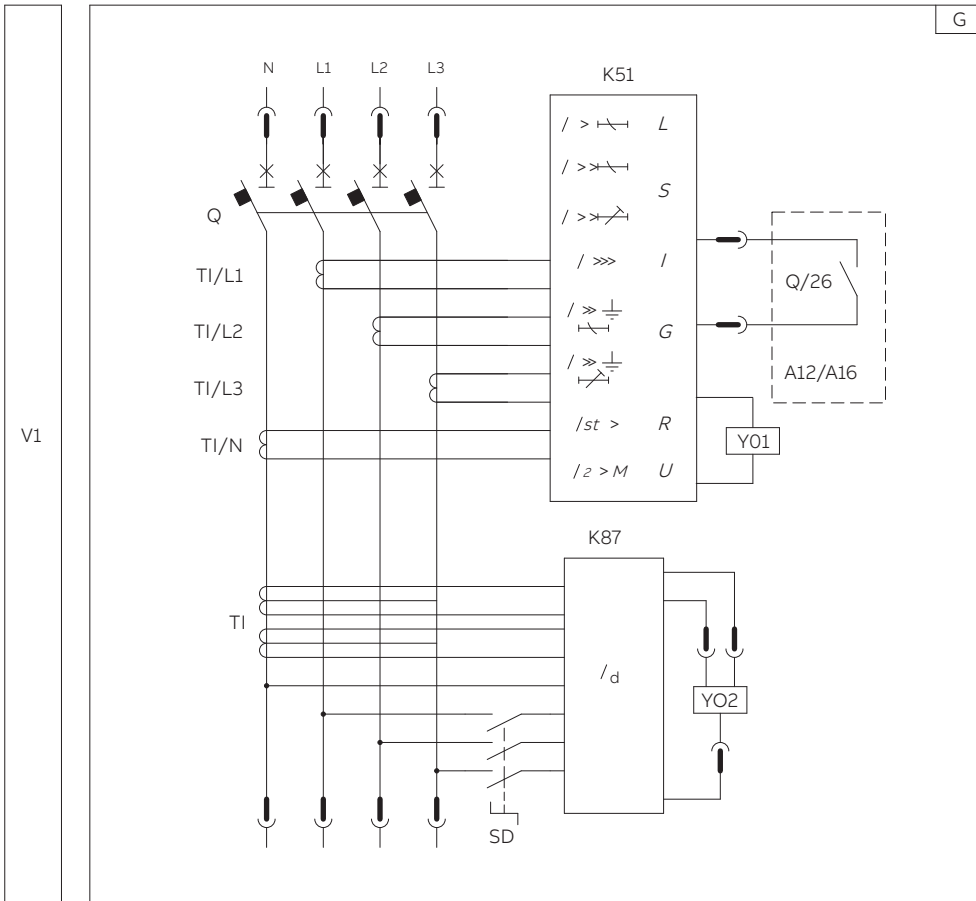 G
N L1 L2 L3
K51
I > L
I >>
S
I >>
Q
I >>> I
TI/L1
Q/26
I >>
TI/L2
G
I >>
A12/A16
TI/L3
Ist > R
V1
TI/N
Y01
I2 > M U
K87
TI
Id
YO2
SD